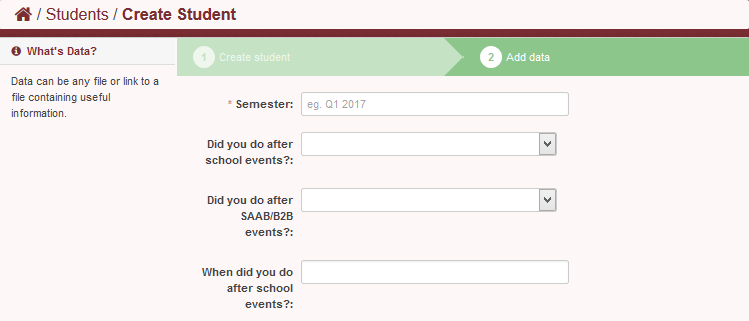 / Students / Create Student
What's Data?
1 Create student
2 Add data
Data can be any file or link to a
file containing useful
information.
* Semester:
eg. Q1 2017
Did you do after
school events?:
Did you do after
SAAB/B2B
events?:
When did you do
after school
events?: